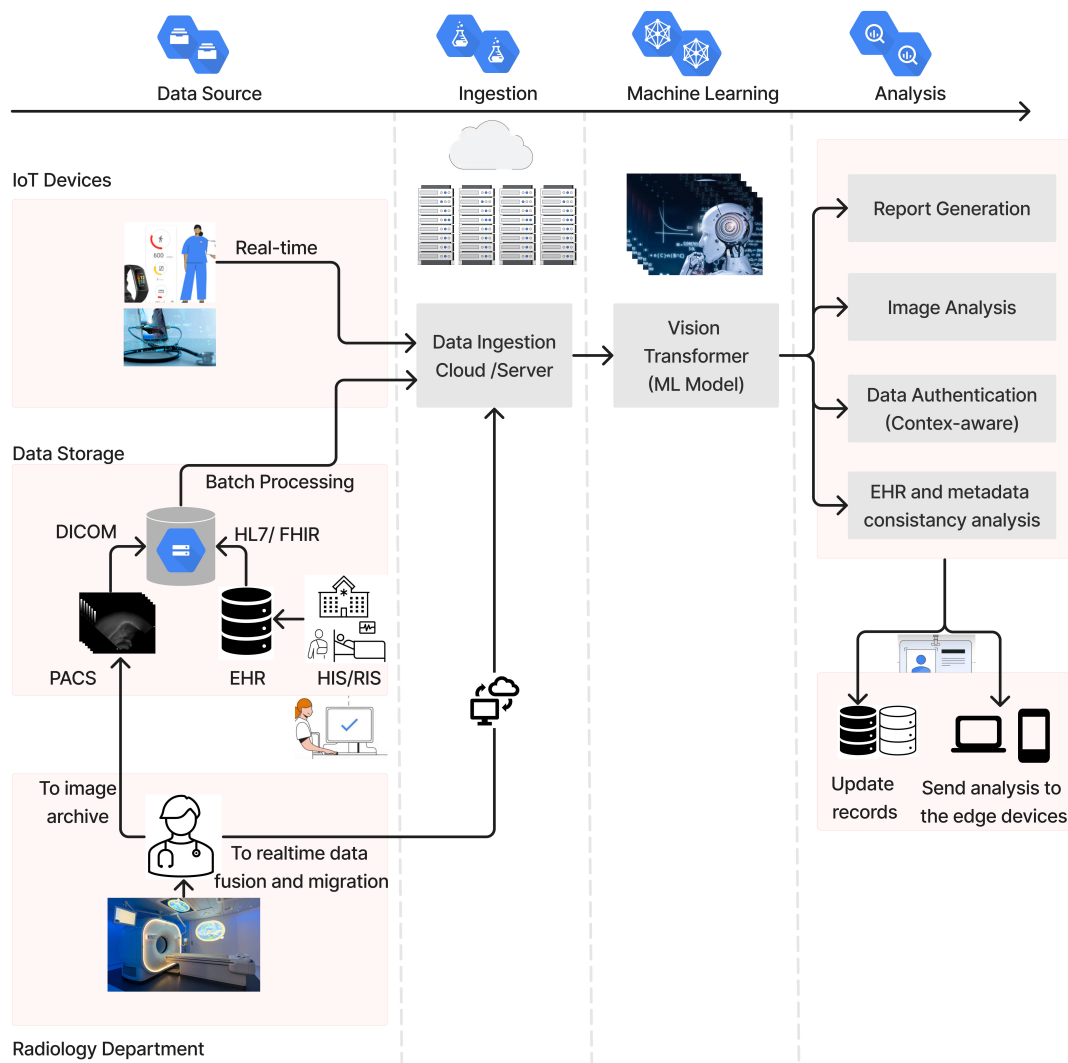 Data Source
Ingestion
Machine Learning
Analysis
IoT Devices
600
Real-time
Data Ingestion
Cloud /Server
Vision
Transformer
(ML Model)
Report Generation
Image Analysis
Data Authentication
(Contex-aware)
EHR and metadada
consistancy analysis
Data Storage
Batch Processing
DICOM
HL7/ FHIR
PACS
EHR
HIS/RIS
To image
archive
To realtime data
fusion and migration
Radiology Department
Update
records
Send analysis to
the edge devices